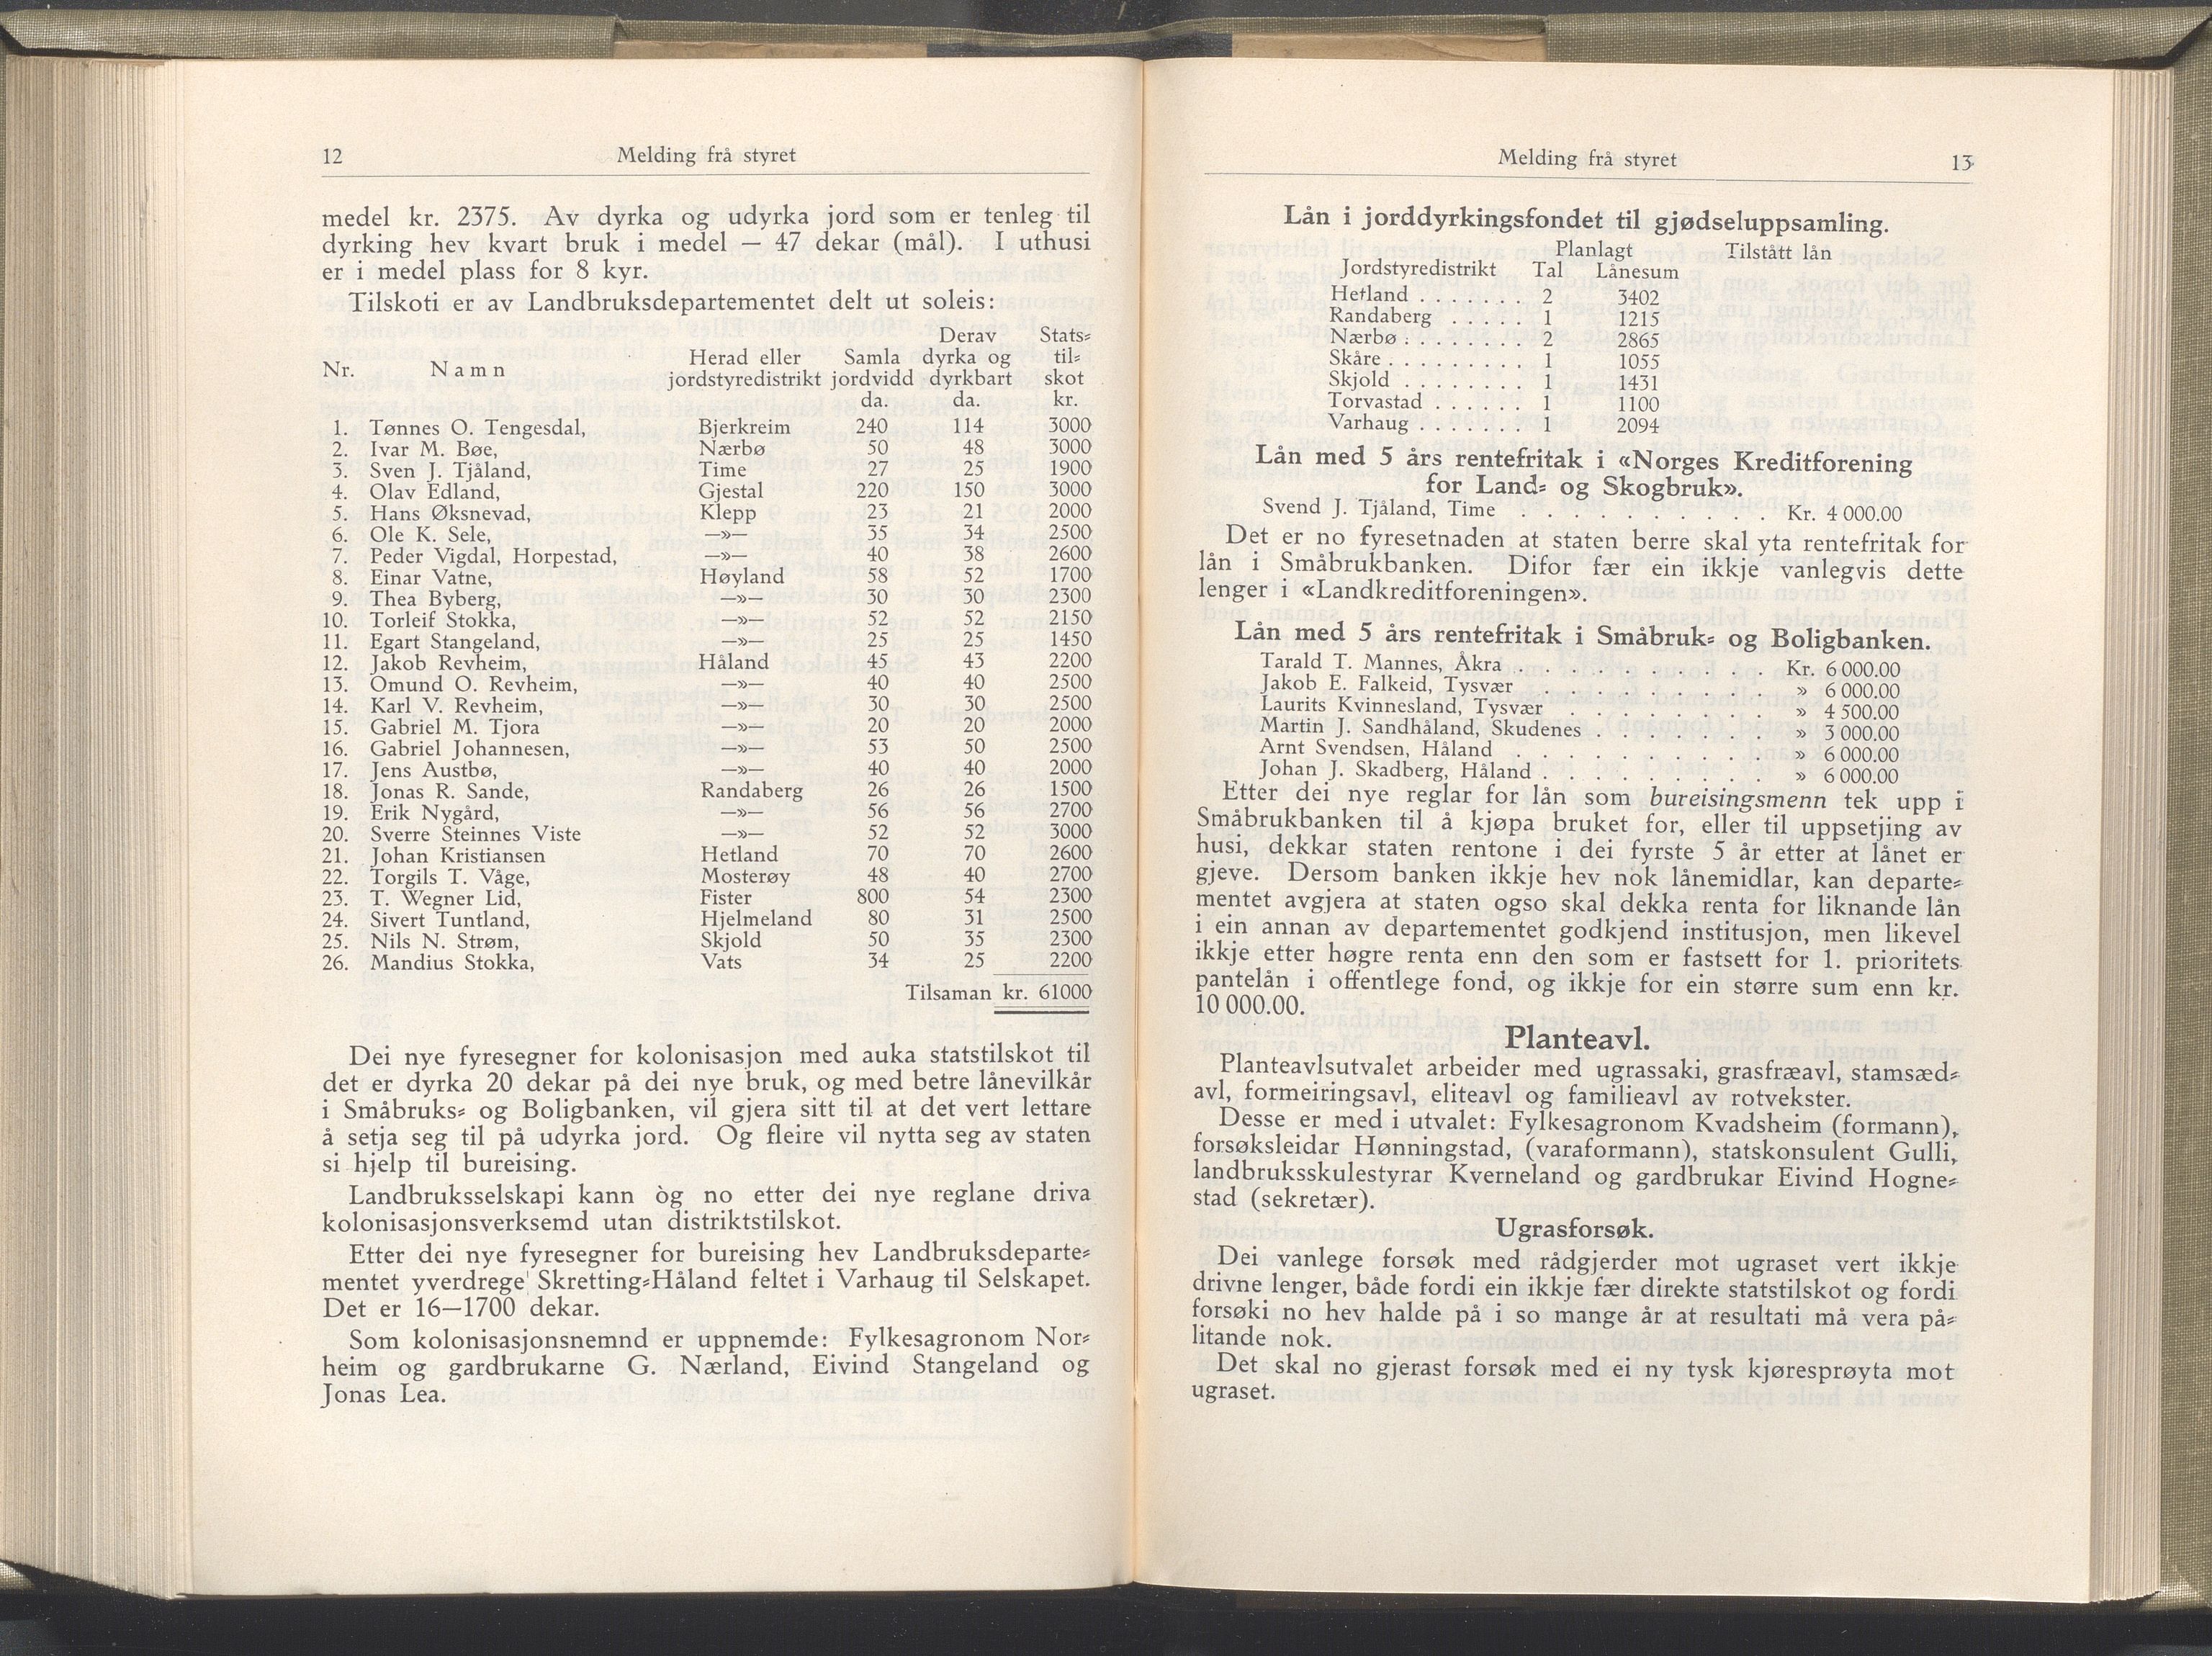 12 Melding frå styret
medel kr. 2375. Av dyrka og udyrka jord som er tenleg til
dyrking hev kvart bruk i medel — 47 dekar (mål). I uthusi
er i medel plass for 8 kyr.
Tilskoti er av Landbruksdepartementet delt ut soleis:
Derav Stats-
Herad eller Samla dyrka og til-
Nr. Namn jordstyredistrikt jordvidd dyrkbart skot
da. da. kr.
1. Tønnes O. Tengesdal, Bjerkreim 240 114 3000
2. Ivar M. Bøe, Nærbø 50 48 3000
3. Sven J. Tjåland, Time 27 25 1900
4. Olav Edland, Gjestal 220 150 3000
5. Hans Øksnevad, Klepp 23 21 2000
6. Ole K. Sele, —»— 35 34 2500
7. Peder Vigdal, Horpestad, —»— 40 38 2600
8. Einar Vatne, Høyland 58 52 1700
9. Thea Byberg, —»— 30 30 2300
10. Torleif Stokka, —»— 52 52 2150
11. Egart Stangeland, —»— 25 25 1450
12. Jakob Revheim, Håland 45 43 2200
13. Omund O. Revheim, —»— 40 40 2500
14. Karl V. Revheim, —»— 30 30 2500
15. Gabriel M. Tjora —»— 20 20 2000
16. Gabriel Johannesen, —»— 53 50 2500
17. Jens Austbø, —»— 40 40 2000
18. Jonas R. Sande, Randaberg 26 26 1500
19. Erik Nygård, —»— 56 56 2700
20. Sverre Steinnes Viste —»— 52 52 3000
21. Johan Kristiansen Hetland 70 70 2600
22. Torgils T. Våge, Mosterøy 48 40 2700
23. T. Wegner Lid, Fister 800 54 2300
24. Sivert Tuntland, Hjelmeland 80 31 2500
25. Nils N. Strøm, Skjold 50 35 2300
26. Mandius Stokka, Vats 34 25 2200
Tilsaman kr. 61000
Dei nye fyresegner for kolonisasjon med auka statstilskot til
det er dyrka 20 dekar på dei nye bruk, og med betre lånevilkår
i Småbruks- og Boligbanken, vil gjera sitt til at det vert lettare
å setja seg til på udyrka jord. Og fleire vil nytta seg av staten
si hjelp til bureising.
Landbruksselskapi kann òg no etter dei nye reglane driva
kolonisasjonsverksemd utan distriktstilskot.
Etter dei nye fyresegner for bureising hev Landbruksdeparte-
mentet yverdrege Skretting-Håland feltet i Varhaug til Selskapet.
Det er 16—1700 dekar.
Som kolonisasjonsnemnd er uppnemde: Fylkesagronom Nor-
heim og gardbrukarne G. Nærland, Eivind Stangeland og
Jonas Lea.
Melding frå styret 13
Lån i jorddyrkingsfondet til gjødseluppsamling.
Planlagt Tilstått lån
Jordstyredistrikt Tal Lånesum
Hetland . . . . . . . 2 3402
Randaberg . . . . . 1 1215
Nærbø . . . . . . . . 2 2865
Skåre . . . . . . . . . 1 1055
Skjold . . . . . . . . 1 1431
Torvastad . . . . . . 1 1100
Varhaug . . . . . . . 1 2094
Lån med 5 års rentefritak i «Norges Kreditforening
for Land- og Skogbruk».
Svend J. Tjåland, Time . . . . . . . . . . . Kr. 4 000.00
Det er no fyresetnaden at staten berre skal yta rentefritak for
lån i Småbrukbanken. Difor fær ein ikkje vanlegvis dette
lenger i «Landkreditforeningen».
Lån med 5 års rentefritak i Småbruk- og Boligbanken.
Tarald T. Mannes, Åkra . . . . . . . . . . . Kr. 6 000.00
Jakob E. Falkeid, Tysvær . . . . . . . . . » 6 000.00
Laurits Kvinnesland, Tysvær . . . . . . . . » 4 500.00
Martin J. Sandhåland, Skudenes . . . . . . . » 3 000.00
Arnt Svendsen, Håland . . . . . . . . . . . » 6 000.00
Johan J. Skadberg, Håland . . . . . . . . . » 6 000.00
Etter dei nye reglar for lån som bureisingsmenn tek upp i
Småbrukbanken til å kjøpa bruket for, eller til uppsetjing av
husi, dekkar staten rentone i dei fyrste 5 år etter at lånet er
gjeve. Dersom banken ikkje hev nok lånemidlar, kan departe-
mentet avgjera at staten ogso skal dekka renta for liknande lån
i ein annan av departementet godkjend institusjon, men likevel
ikkje etter høgre renta enn den som er fastsett for 1. prioritets
pantelån i offentlege fond, og ikkje for ein større sum enn kr.
10 000.00.
Planteavl.
Planteavlsutvalet arbeider med ugrassaki, grasfræavl, stamsæd-
avl, formeiringsavl, eliteavl og familieavl av rotvekster.
Desse er med i utvalet: Fylkesagronom Kvadsheim (formann),
forsøksleidar Hønningstad, (varaformann), statskonsulent Gulli,
landbruksskulestyrar Kverneland og gardbrukar Eivind Hogne-
stad (sekretær).
Ugrasforsøk.
Dei vanlege forsøk med rådgjerder mot ugraset vert ikkje
drivne lenger, både fordi ein ikkje fær direkte statstilskot og fordi
forsøki no hev halde på i so mange år at resultati må vera på-
litande nok.
Det skal no gjerast forsøk med ei ny tysk kjøresprøyta mot
ugraset.